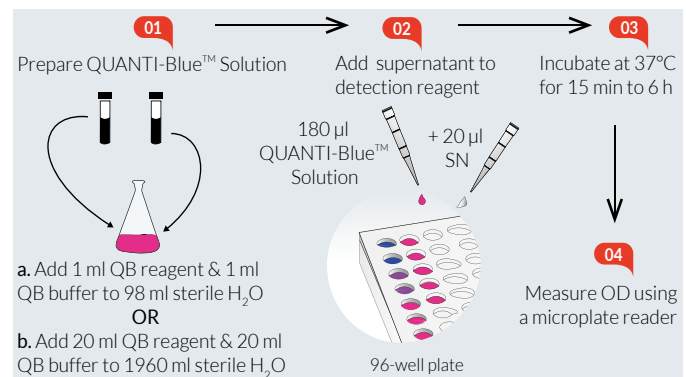 01
Prepare QUANTI-Blue™ Solution
a. Add 1 ml QB reagent & 1 ml
QB buffer to 98 ml sterile H₂O
OR
b. Add 20 ml QB reagent & 20 ml
QB buffer to 1960 ml sterile H₂O
02
Add supernatant to
detection reagent
180 µl
QUANTI-Blue™
Solution
+ 20 µl
SN
96-well plate
03
Incubate at 37°C
for 15 min to 6 h
04
Measure OD using
a microplate reader